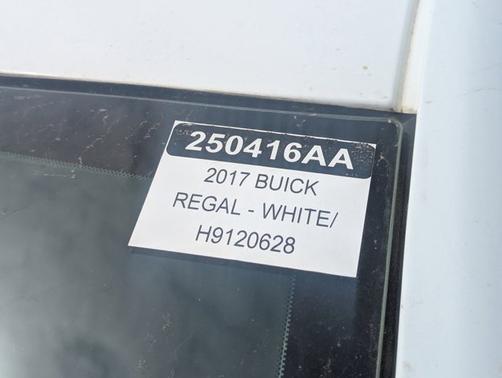 250416AA
2017 BUICK
REGAL - WHITE/
H9120628